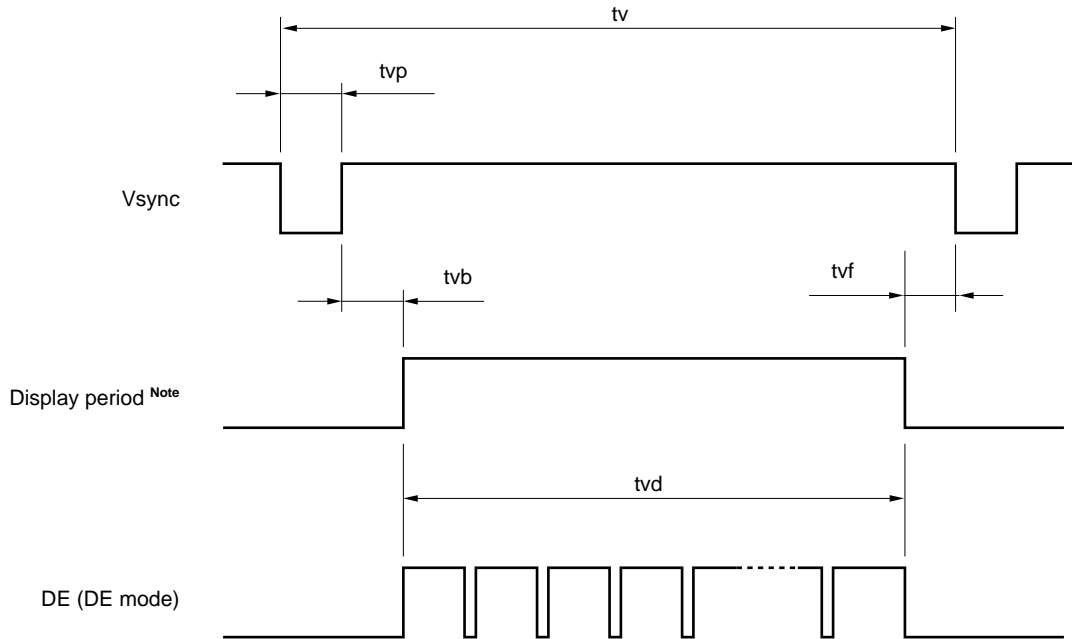 tv
tvp
Vsync
tvb
tvf
Display period Note
tvd
DE (DE mode)